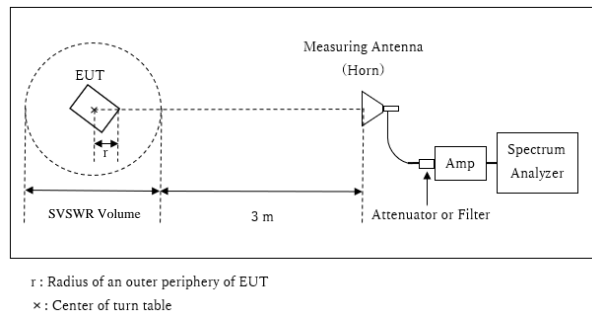 Measuring Antenna
(Horn)
EUT
r
Amp
Spectrum
Analyzer
SVSWR Volume
3 m
Attenuator or Filter
r : Radius of an outer periphery of EUT
× : Center of turn table